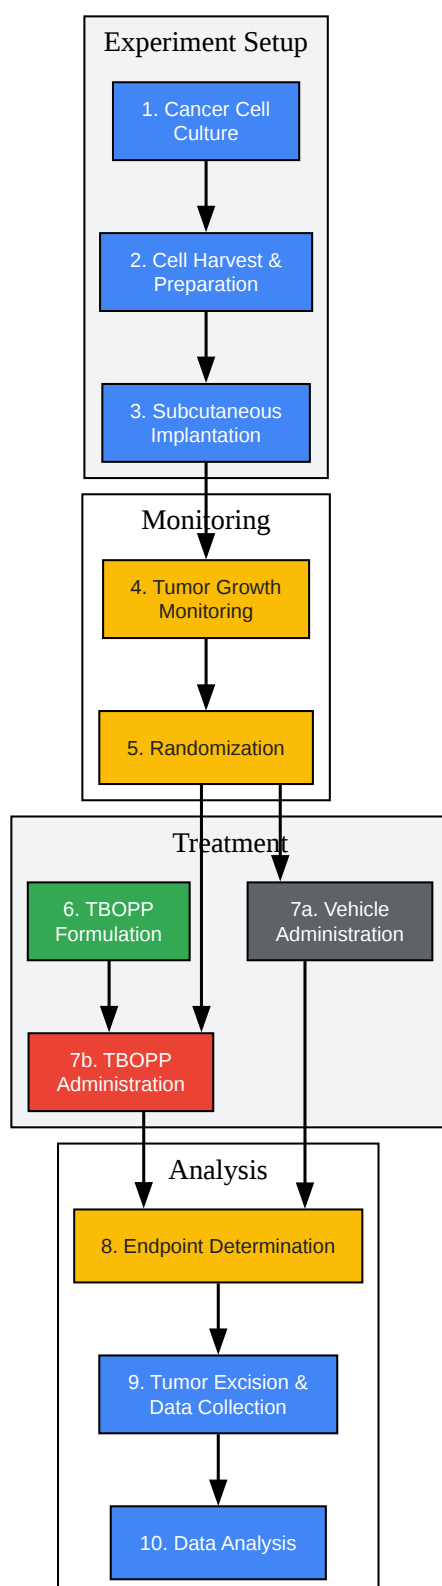 Experiment Setup
1. Cancer Cell
Culture
2. Cell Harvest &
Preparation
3. Subcutaneous
Implantation
Monitoring
4. Tumor Growth
Monitoring
5. Randomization
Treatment
6. TBOPP
Formulation
7a. Vehicle
Administration
7b. TBOPP
Administration
Analysis
8. Endpoint Determination
9. Tumor Excision &
Data Collection
10. Data Analysis